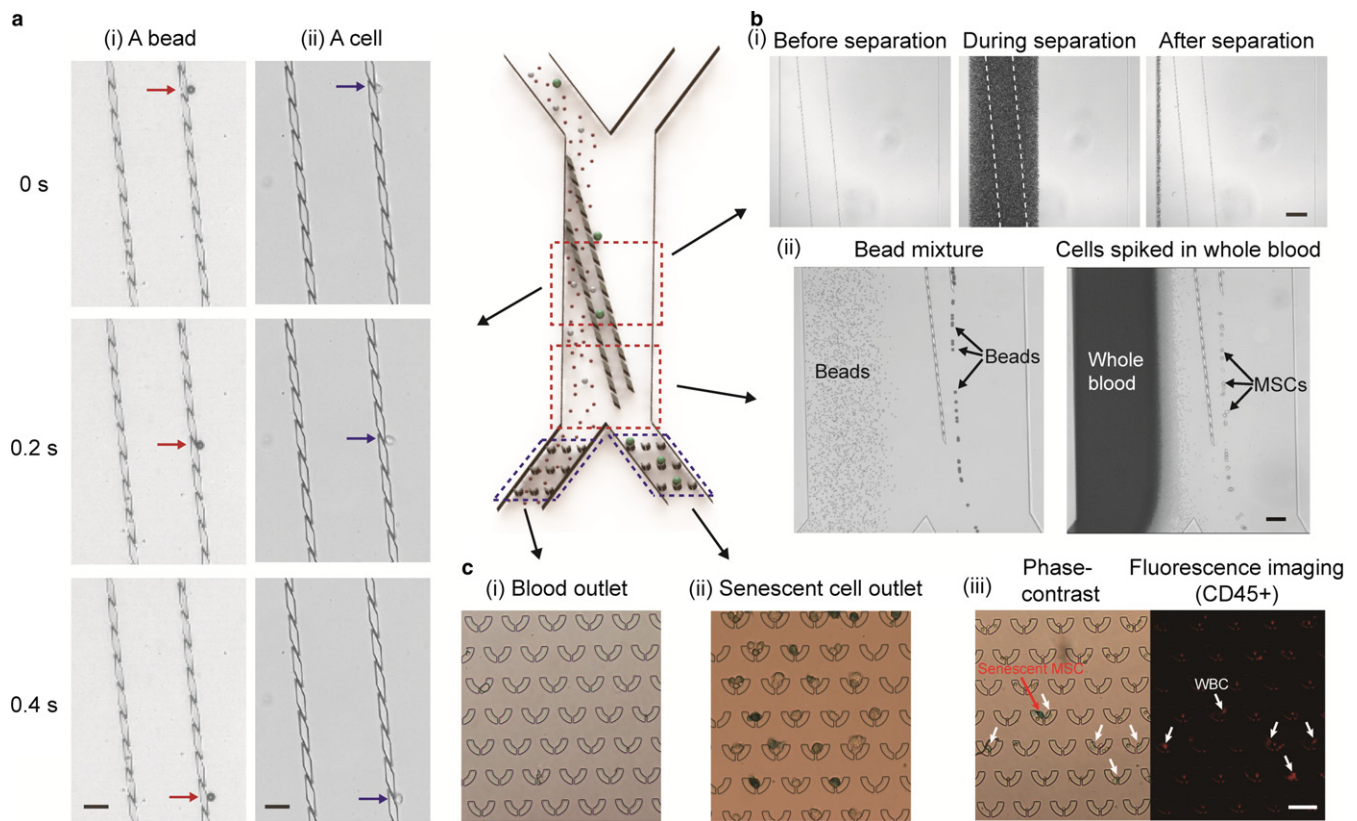 a
(i) A bead
(ii) A cell
0 s
0.2 s
0.4 s
b
(i)
Before separation
During separation
After separation
(ii)
Bead mixture
Cells spiked in whole blood
Beads
Beads
Whole
blood
MSCs
c
(i) Blood outlet
(ii) Senescent cell outlet
(iii)
Phase-
contrast
Fluorescence imaging
(CD45+)
Senescent MSC
WBC